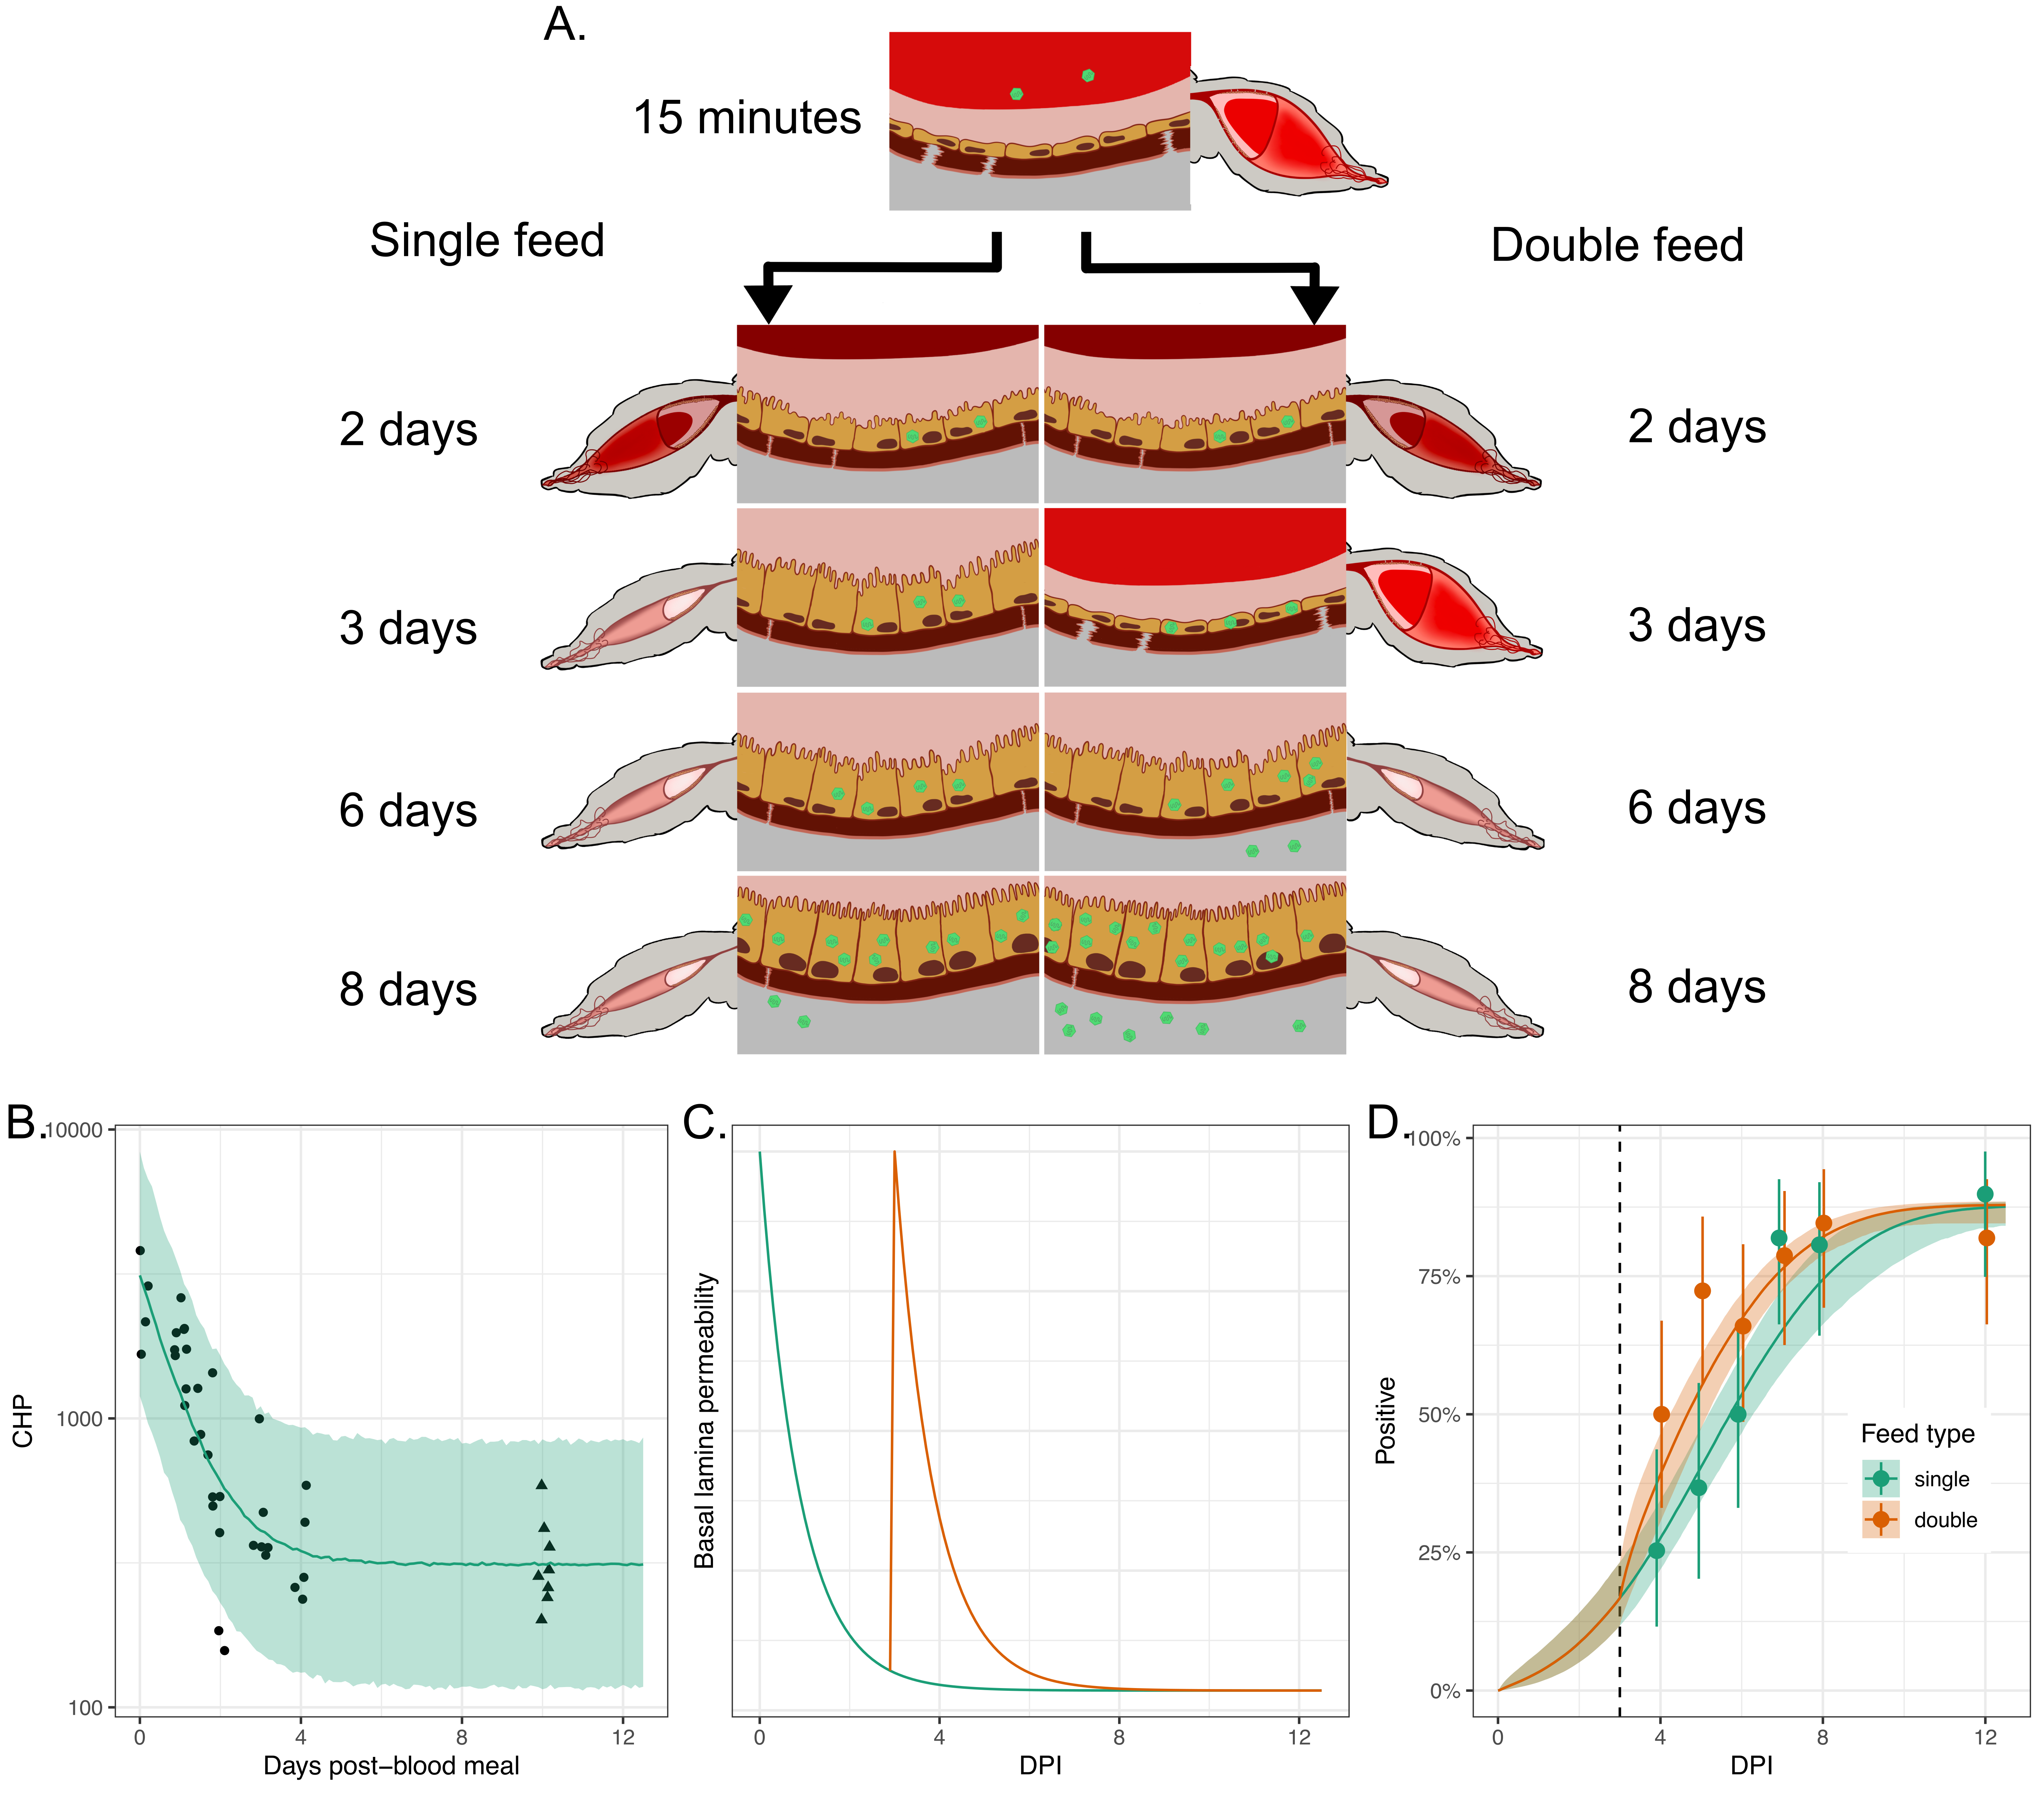 A.
15 minutes
Single feed
Double feed
2 days
2 days
3 days
3 days
6 days
6 days
8 days
8 days
B.
10000
1000
100
CHP
0 4 8 12
Days post–blood meal
C.
Basal lamina permeability
0 4 8 12
DPI
D.
100%
75%
50%
25%
0%
Positive
Feed type
single
double
0 4 8 12
DPI